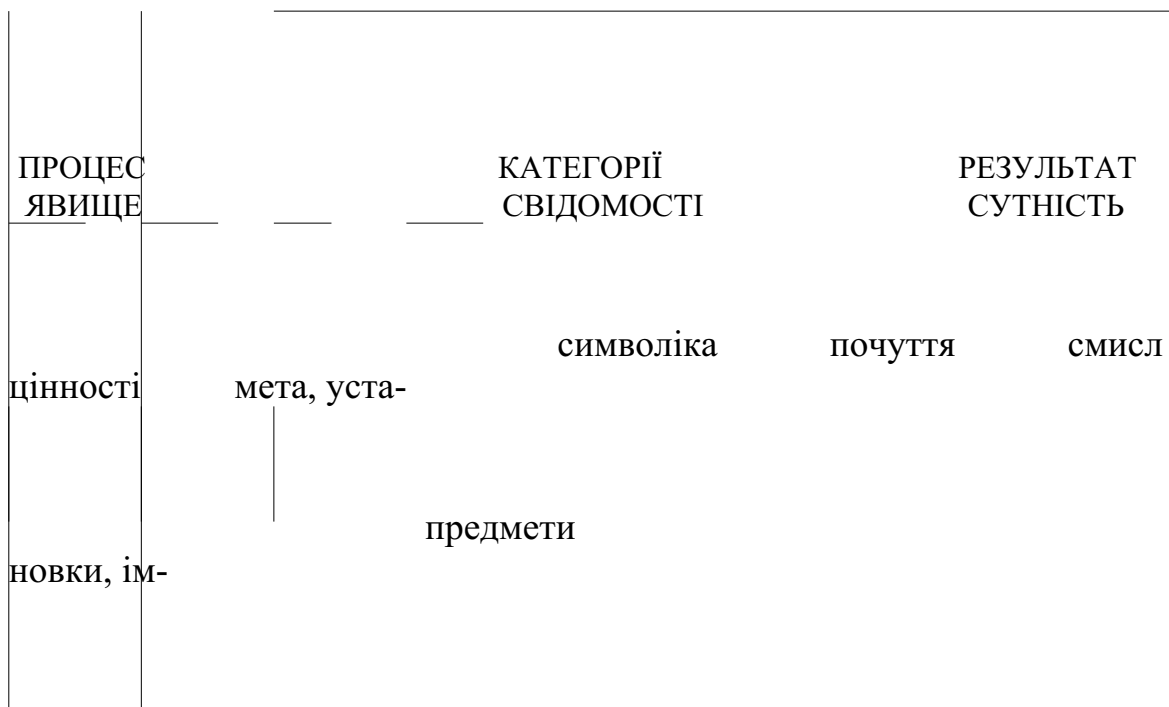 ПРОЦЕС КАТЕГОРІЇ РЕЗУЛЬТАТ
ЯВИЩЕ СВІДОМОСТІ СУТНІСТЬ
символіка почуття смисл
цінності мета, уста-
предмети
новки, ім-